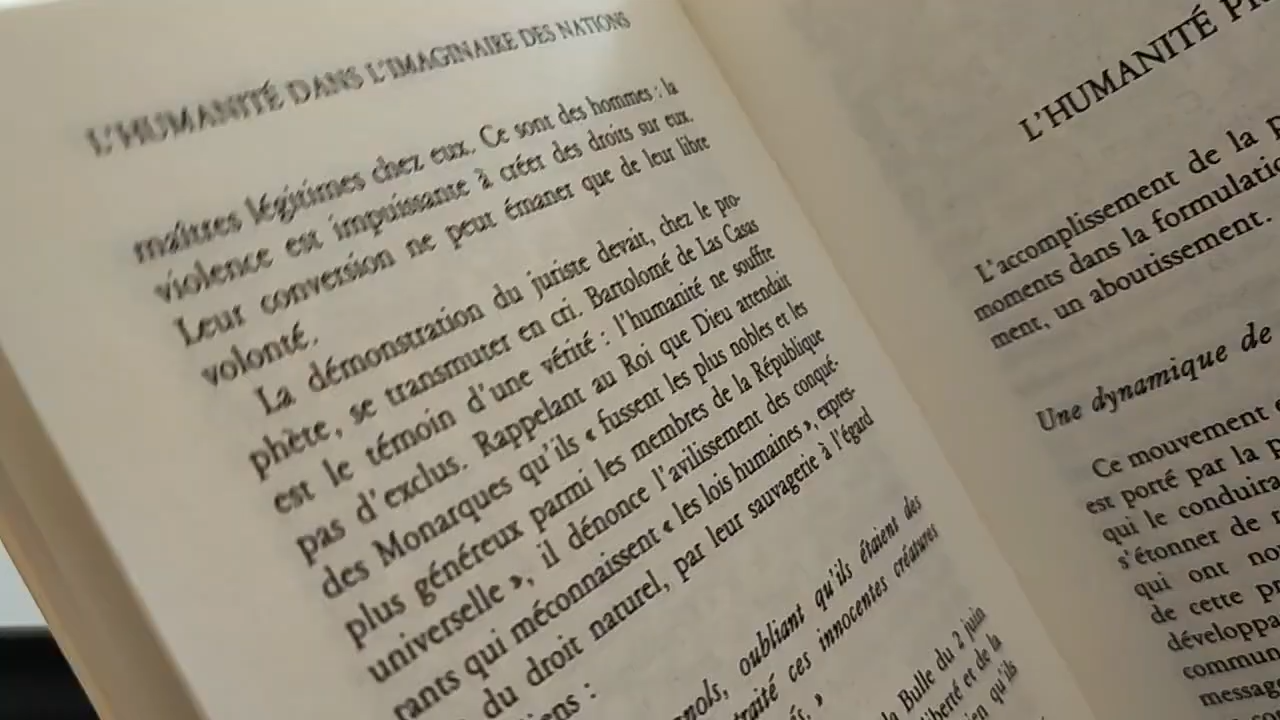 L'HUMANITÉ DANS L'IMAGINAIRE DES NATIONS
maîtres légitimes chez eux. Ce sont des hommes : la
violence est impuissante à créer des droits sur eux.
Leur conversion ne peut émaner que de leur libre
volonté.
La démonstration du juriste devait, chez le pro-
phète, se transmuter en cri. Bartolomé de Las Casas
est le témoin d'une vérité : l'humanité ne souffre
pas d'exclus. Rappelant au Roi que Dieu attendait
des Monarques qu'ils « fussent les plus nobles et les
plus généreux parmi les membres de la République
universelle », il dénonce l'avilissement des conqué-
rants qui méconnaissent « les lois humaines », expres-
du droit naturel, par leur sauvagerie à l'égard
:
oubliant qu'ils étaient des
traité ces innocentes créatures
»
Bulle du 2 juin
et de la
qu'ils
L'HUMANITÉ
L'accomplissement de la
moments dans la
ment, un aboutissement.
Une dynamique de
Ce mouvement
est porté par la
qui le conduira
s'étonner de
qui ont
de cette